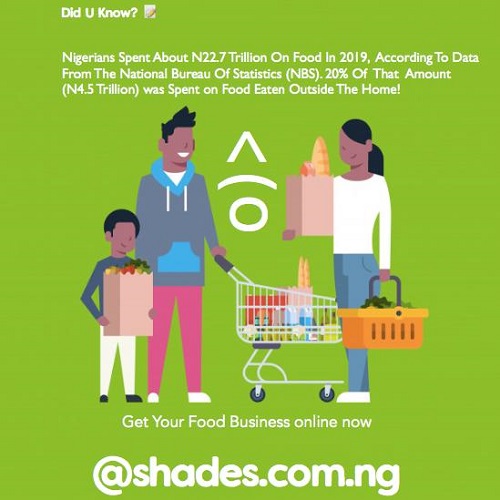 Did U Know? 📝
Nigerians Spent About N22.7 Trillion On Food In 2019, According To Data
From The National Bureau Of Statistics (NBS). 20% Of That Amount
(N4.5 Trillion) was Spent on Food Eaten Outside The Home!
Get Your Food Business online now
@shades.com.ng